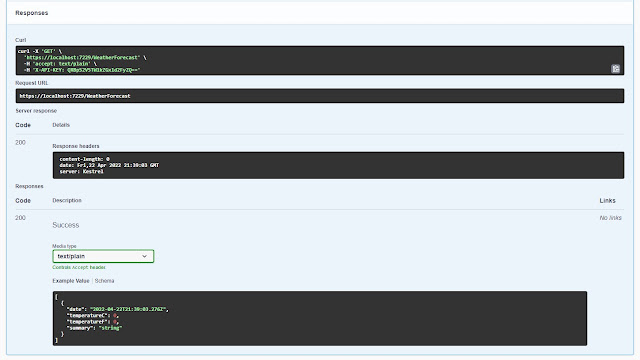 Responses
Curl
curl -X 'GET' \
'https://localhost:7229/WeatherForecast' \
-H 'accept: text/plain' \
-H 'X-API-KEY:
Request URL
https://localhost:7229/WeatherForecast
Server response
Code Details
200
Response headers
content-length: 0
date: Fri,22 Apr 2022 21:39:03 GMT
server: Kestrel
Responses
Code Description Links
200 Success No links
Media type
text/plain
Controls Accept header.
Example Value | Schema
[
{
"date": "2022-04-22T21:39:03.276Z",
"temperatureC": 0,
"temperatureF": 0,
"summary": "string"
}
]